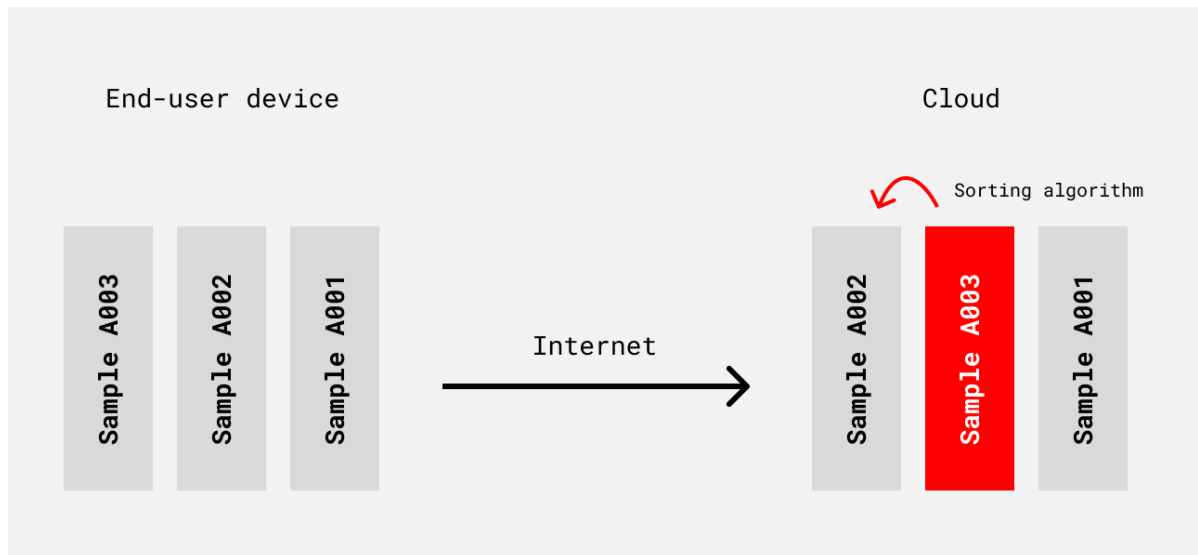 End-user device
Cloud
Sorting algorithm
Sample A003
Sample A002
Sample A001
Internet
Sample A002
Sample A003
Sample A001